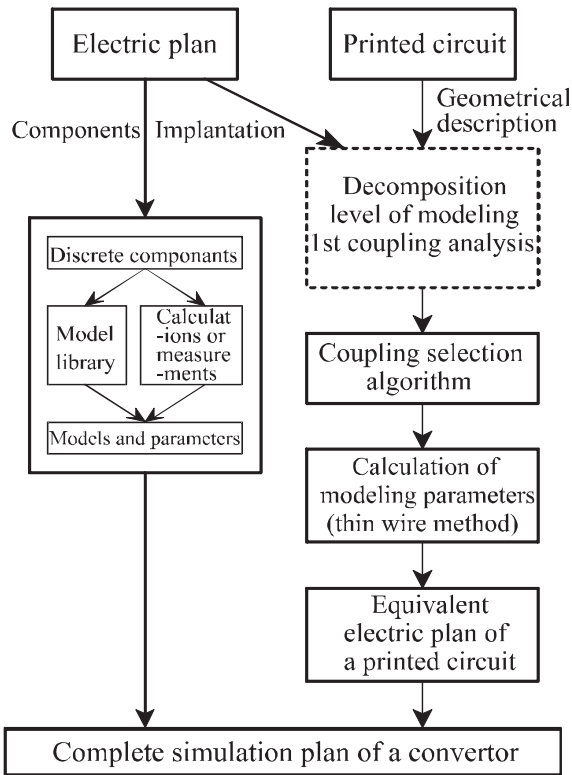 Electric plan
Printed circuit
Components
Implantation
Geometrical
description
Decomposition
level of modeling
1st coupling analysis
Discrete componants
Model
library
Calculat
-ions or
measure
-ments
Models and parameters
Coupling selection
algorithm
Calculation of
modeling parameters
(thin wire method)
Equivalent
electric plan of
a printed circuit
Complete simulation plan of a convertor